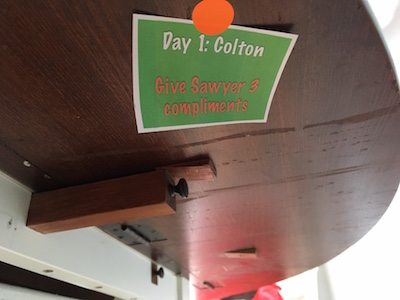 Day 1: Colton
Give Sawyer 3
compliments